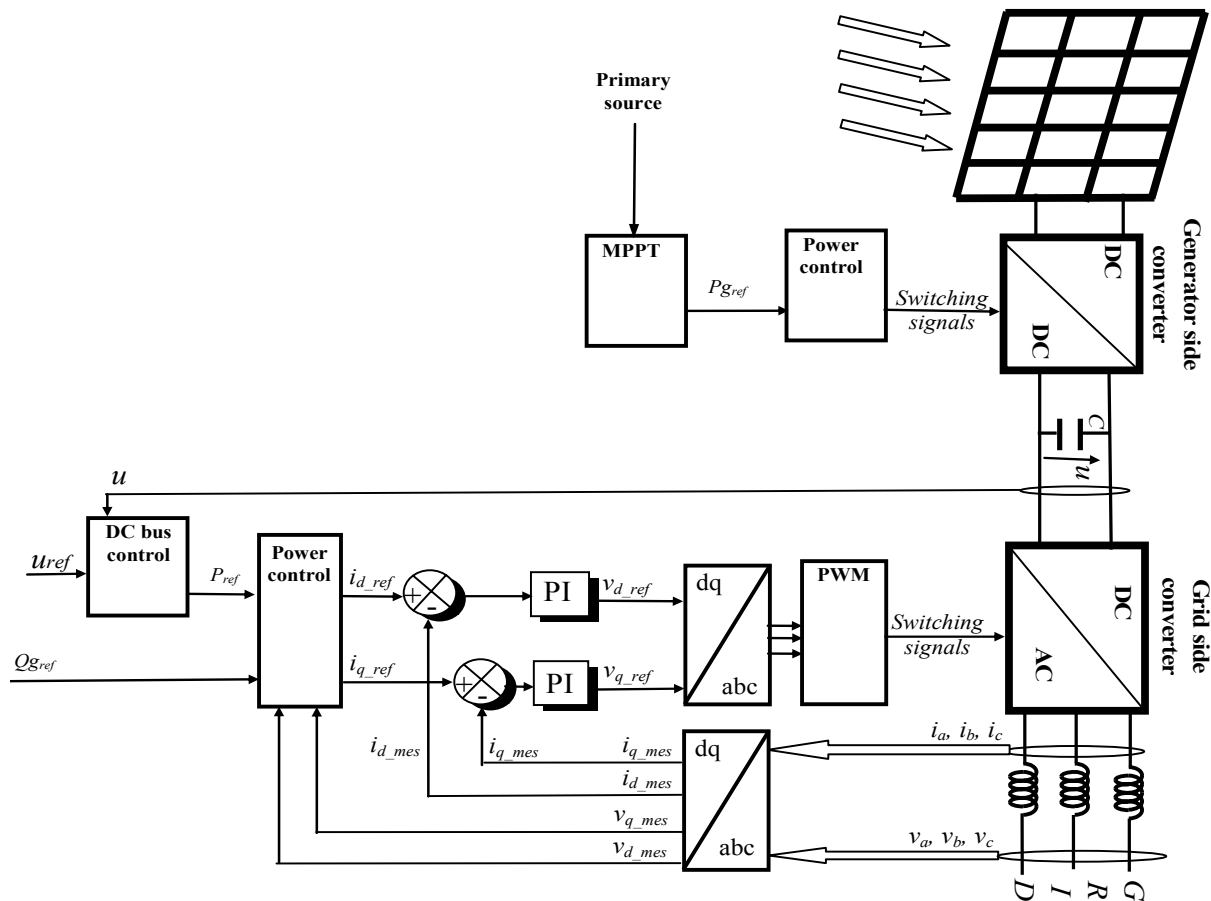 Primary
source
MPPT
Pg_ref
Power
control
Switching
signals
DC
DC
Generator side
converter
C
u
u
DC bus
control
uref
P_ref
Qg_ref
Power
control
i_d_ref
i_q_ref
+
-
+
-
PI
PI
v_d_ref
v_q_ref
dq
abc
PWM
Switching
signals
DC
AC
Grid side
converter
i_d_mes
i_q_mes
i_q_mes
i_d_mes
v_q_mes
v_d_mes
dq
abc
i_a, i_b, i_c
v_a, v_b, v_c
G R I D